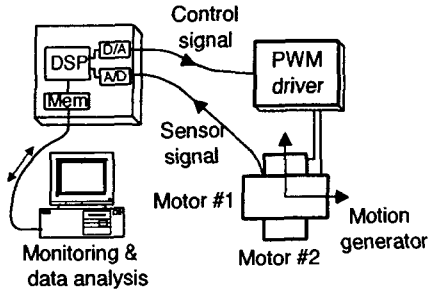 Control
signal
D/A
DSP
A/D
Mem
PWM
driver
Sensor
signal
Motor #1
Motion
generator
Motor #2
Monitoring &
data analysis